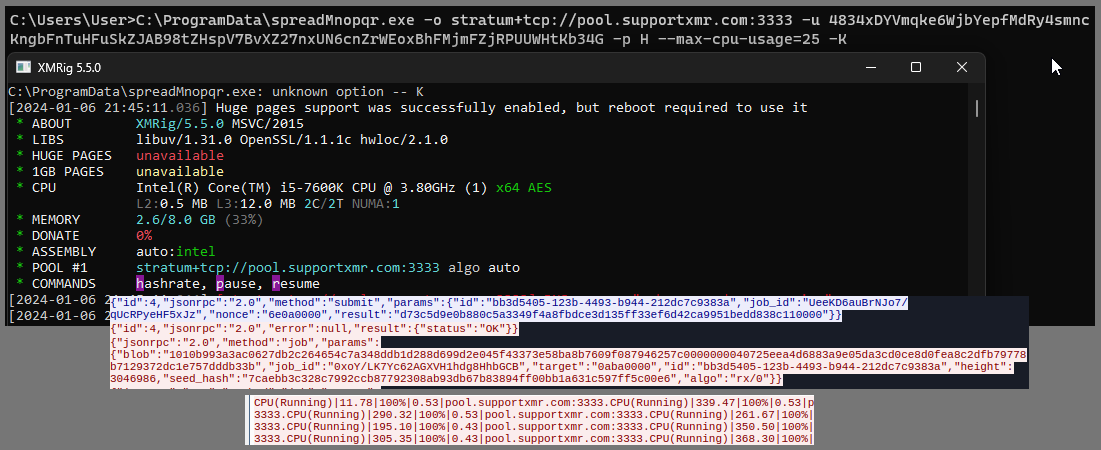 C:\Users\User>C:\ProgramData\spreadMnopqr.exe -o stratum+tcp://pool.supportxmr.com:3333 -u 4834xDYVmqke6WjbYepfMdRy4smnc
KngbFnTuHFuSkZJAB98tZHspV7BvXZ27nxUN6cnZrWEoxBhFMjmFZjRPUUWHtKb34G -p H --max-cpu-usage=25 -K
XMRig 5.5.0
C:\ProgramData\spreadMnopqr.exe: unknown option -- K
[2024-01-06 21:45:11.036] Huge pages support was successfully enabled, but reboot required to use it
* ABOUT XMRig/5.5.0 MSVC/2015
* LIBS libuv/1.31.0 OpenSSL/1.1.1c hwloc/2.1.0
* HUGE PAGES unavailable
* 1GB PAGES unavailable
* CPU Intel(R) Core(TM) i5-7600K CPU @ 3.80GHz (1) x64 AES
L2:0.5 MB L3:12.0 MB 2C/2T NUMA:1
* MEMORY 2.6/8.0 GB (33%)
* DONATE 0%
* ASSEMBLY auto:intel
* POOL #1 stratum+tcp://pool.supportxmr.com:3333 algo auto
* COMMANDS hashrate, pause, resume
[2024-01-06
[2024-01-06
{"id":4,"jsonrpc":"2.0","method":"submit","params":{"id":"bb3d5405-123b-4493-b944-212dc7c9383a","job_id":"UeeKD6auBrNJo7/
qUcRPyeHF5xJz","nonce":"6e0a0000","result":"d73c5d9e0b880c5a3349f4a8fbdce3d135ff33ef6d42ca9951bedd838c110000"}}
{"id":4,"jsonrpc":"2.0","error":null,"result":{"status":"OK"}}
{"jsonrpc":"2.0","method":"job","params":
{"blob":"1010b993a3ac0627db2c264654c7a348ddb1d288d699d2e045f43373e58ba8b7609f087946257c0000000040725eea4d6883a9e05da3cd0ce8d0fea8c2dfb79778
b7129372dc1e757dddb33b","job_id":"0xoY/LK7Yc62AGXVH1hdg8HhbGCB","target":"0aba0000","id":"bb3d5405-123b-4493-b944-212dc7c9383a","height":
3046986,"seed_hash":"7caebb3c328c7992ccb87792308ab93db67b83894ff00bb1a631c597ff5c00e6","algo":"rx/0"}}
CPU(Running)|11.78|100%|0.53|pool.supportxmr.com:3333.CPU(Running)|339.47|100%|0.53|p
3333.CPU(Running)|290.32|100%|0.53|pool.supportxmr.com:3333.CPU(Running)|261.67|100%|
3333.CPU(Running)|195.10|100%|0.43|pool.supportxmr.com:3333.CPU(Running)|350.50|100%|
3333.CPU(Running)|305.35|100%|0.43|pool.supportxmr.com:3333.CPU(Running)|368.30|100%|